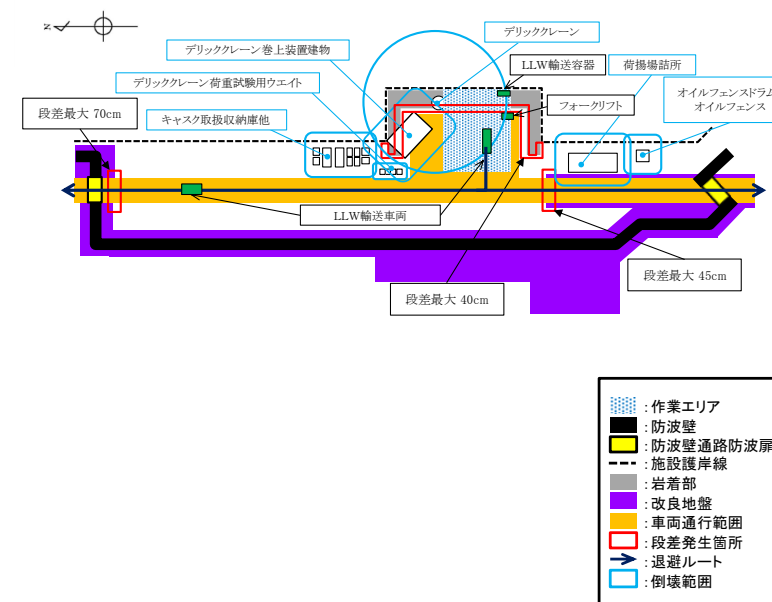 N
デリッククレーン
デリッククレーン巻上装置建物
LLW輸送容器
荷揚場詰所
デリッククレーン荷重試験用ウエイト
オイルフェンスドラム
オイルフェンス
段差最大 70cm
キャスク取扱収納庫他
フォークリフト
LLW輸送車両
段差最大 40cm
段差最大 45cm
：作業エリア
：防波壁
：防波壁通路防波扉
：施設護岸線
：岩着部
：改良地盤
：車両通行範囲
：段差発生箇所
：退避ルート
：倒壊範囲